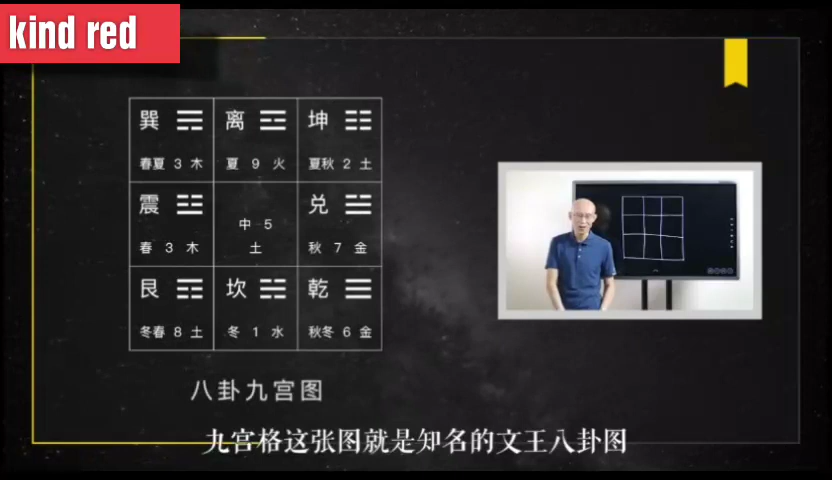 kind red
巽 离 坤
春夏 3 木 夏 9 火 夏秋 2 土
震 兑
中 5
春 3 木 土 秋 7 金
艮 坎 乾
冬春 8 土 冬 1 水 秋冬 6 金
八卦九宫图
九宫格这张图就是知名的文王八卦图